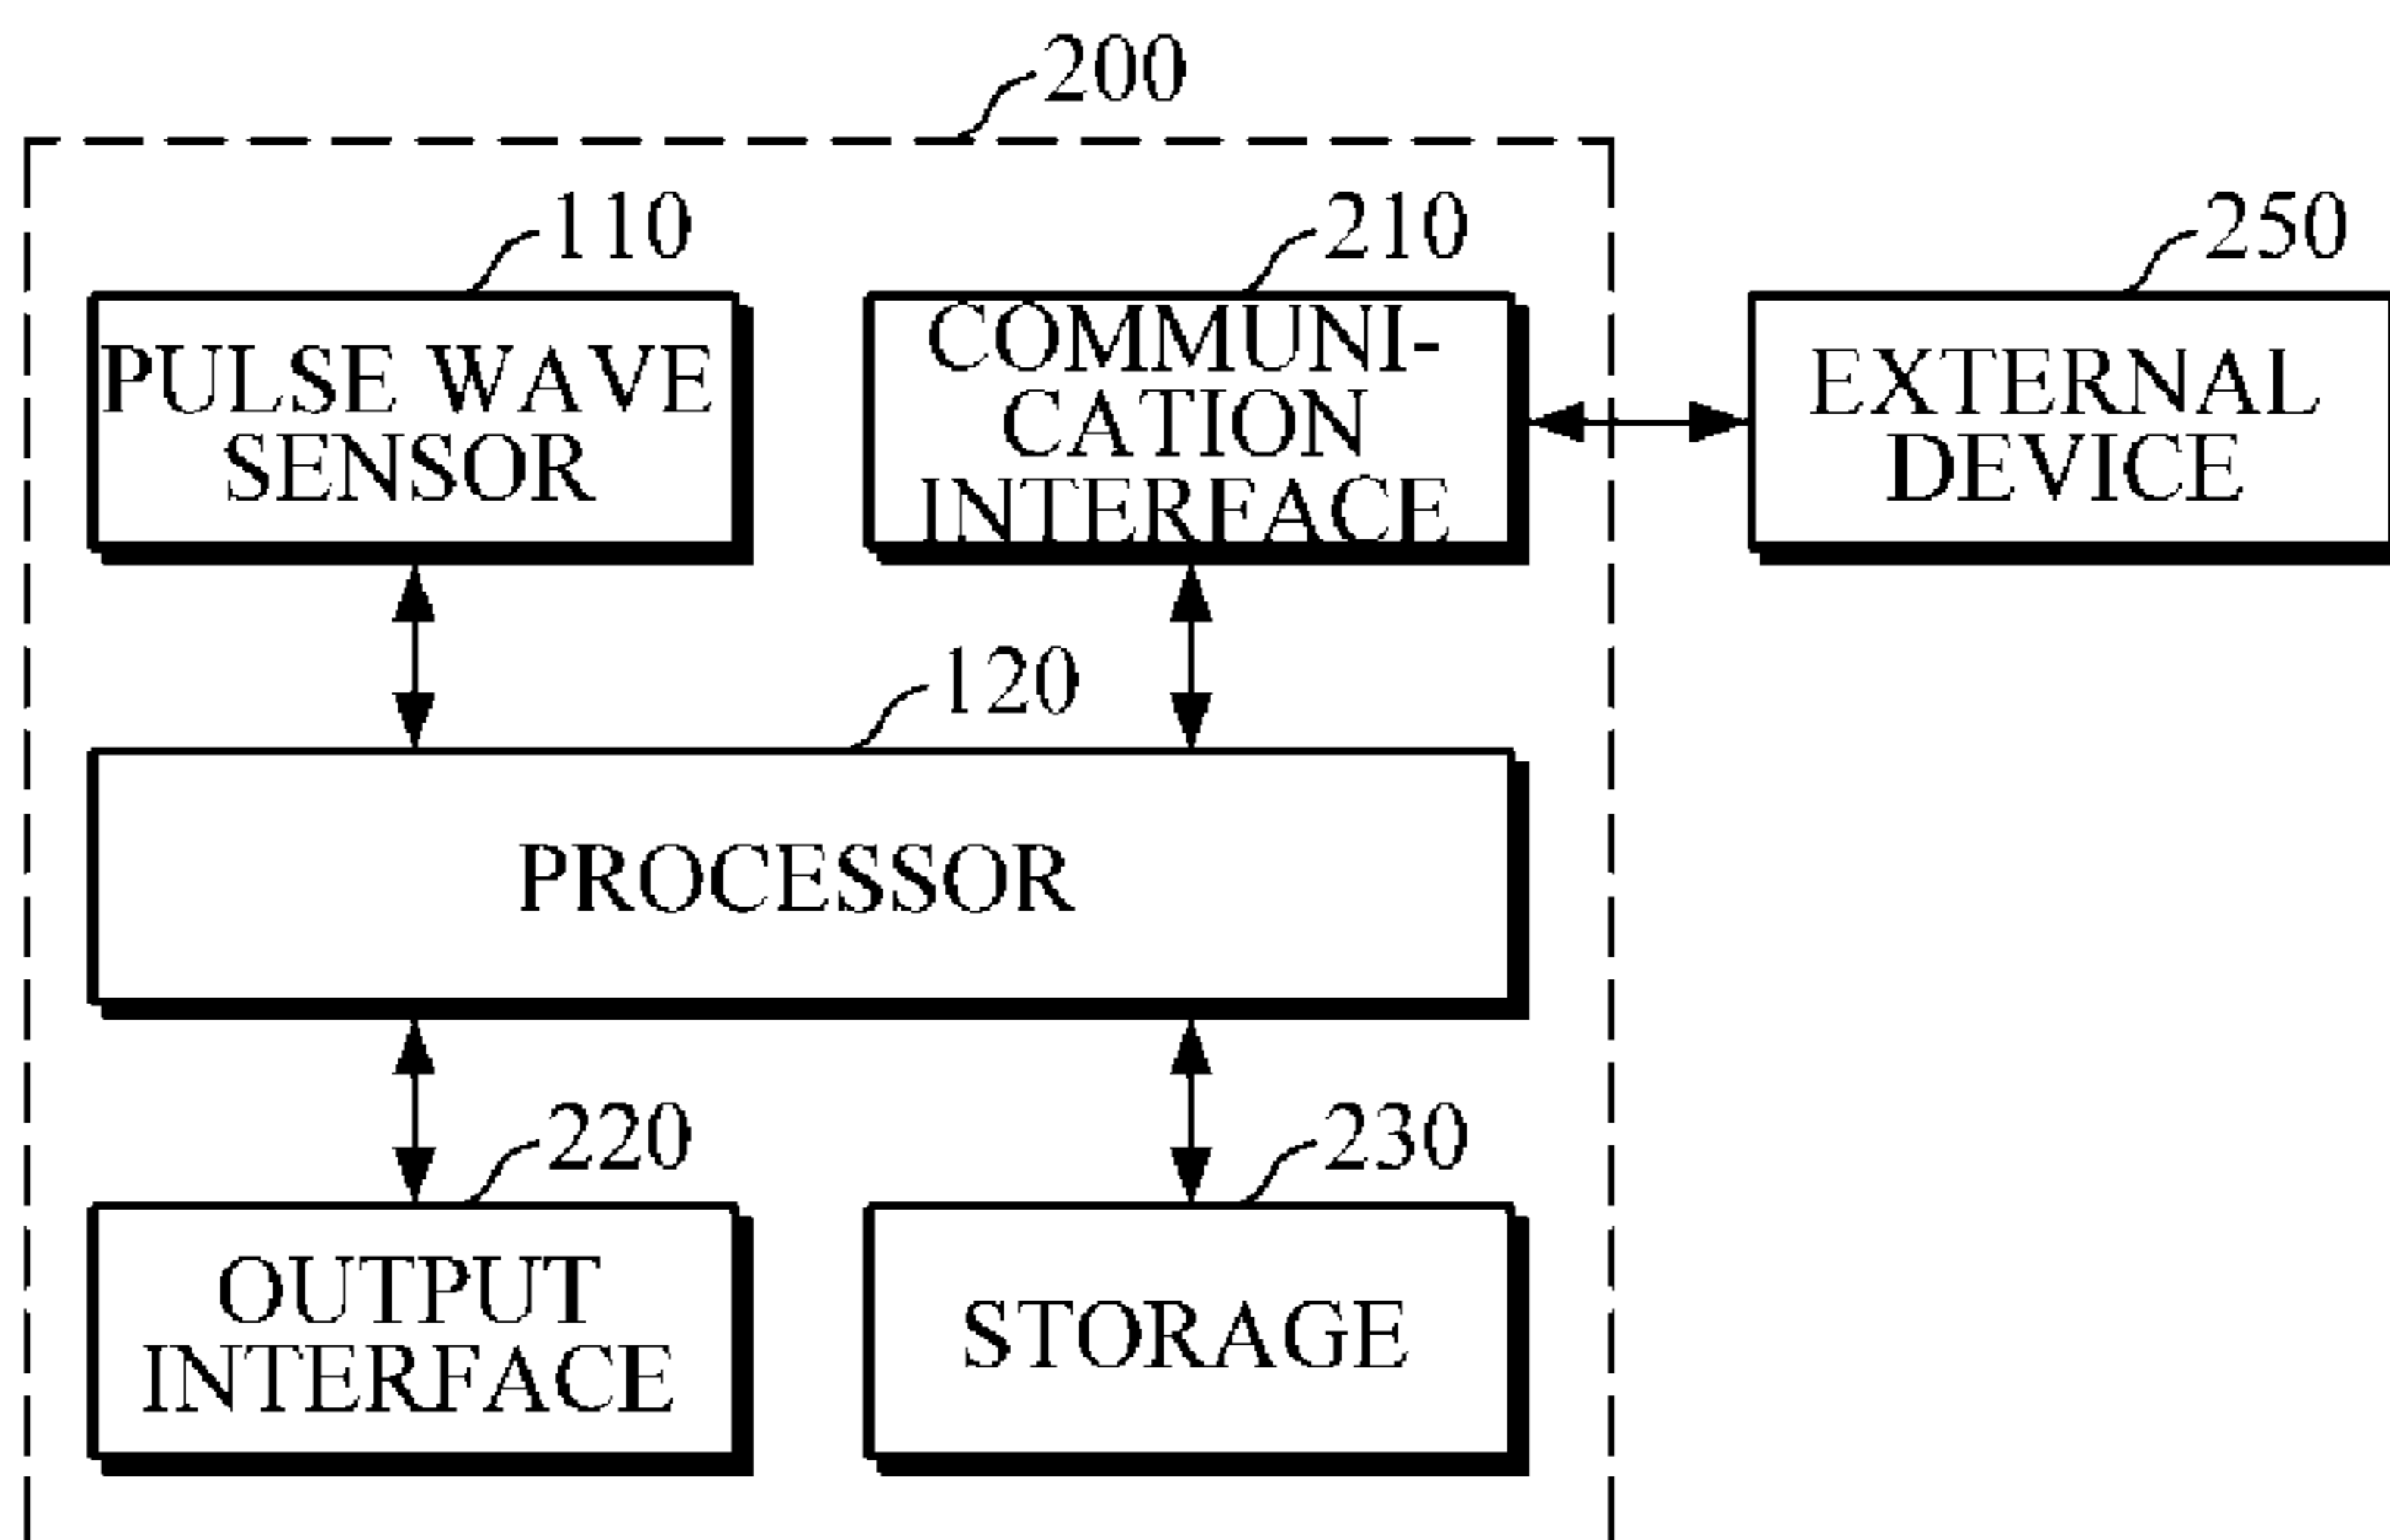 200
110
210
250
PULSE WAVE
SENSOR
COMMUNI-
CATION
INTERFACE
EXTERNAL
DEVICE
120
PROCESSOR
220
230
OUTPUT
INTERFACE
STORAGE